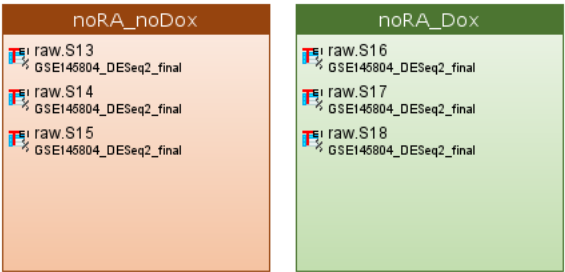 noRA_noDox
raw.S13
GSE145804_DESeq2_final
raw.S14
GSE145804_DESeq2_final
raw.S15
GSE145804_DESeq2_final
noRA_Dox
raw.S16
GSE145804_DESeq2_final
raw.S17
GSE145804_DESeq2_final
raw.S18
GSE145804_DESeq2_final